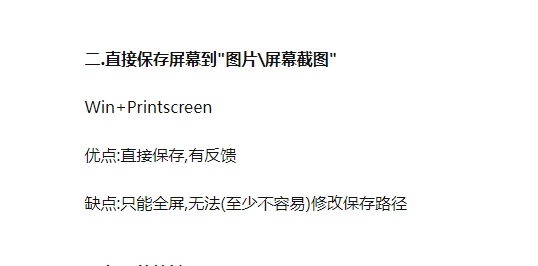 二.直接保存屏幕到"图片\屏幕截图"
Win+Printscreen
优点:直接保存,有反馈
缺点:只能全屏,无法(至少不容易)修改保存路径